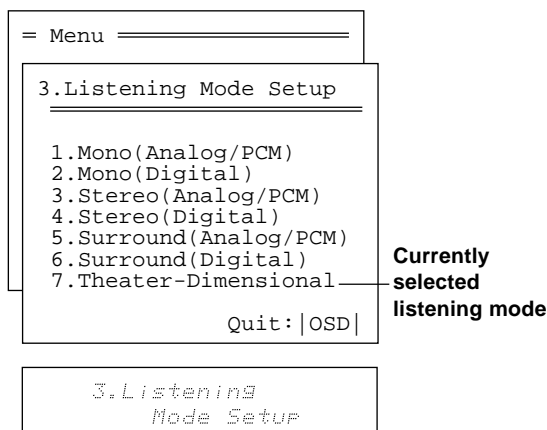 = Menu
3.Listening Mode Setup
1.Mono(Analog/PCM)
2.Mono(Digital)
3.Stereo(Analog/PCM)
4.Stereo(Digital)
5.Surround(Analog/PCM)
6.Surround(Digital)
7.Theater-Dimensional
Currently
selected
listening mode
Quit:|OSD|
3.Listening
Mode Setup